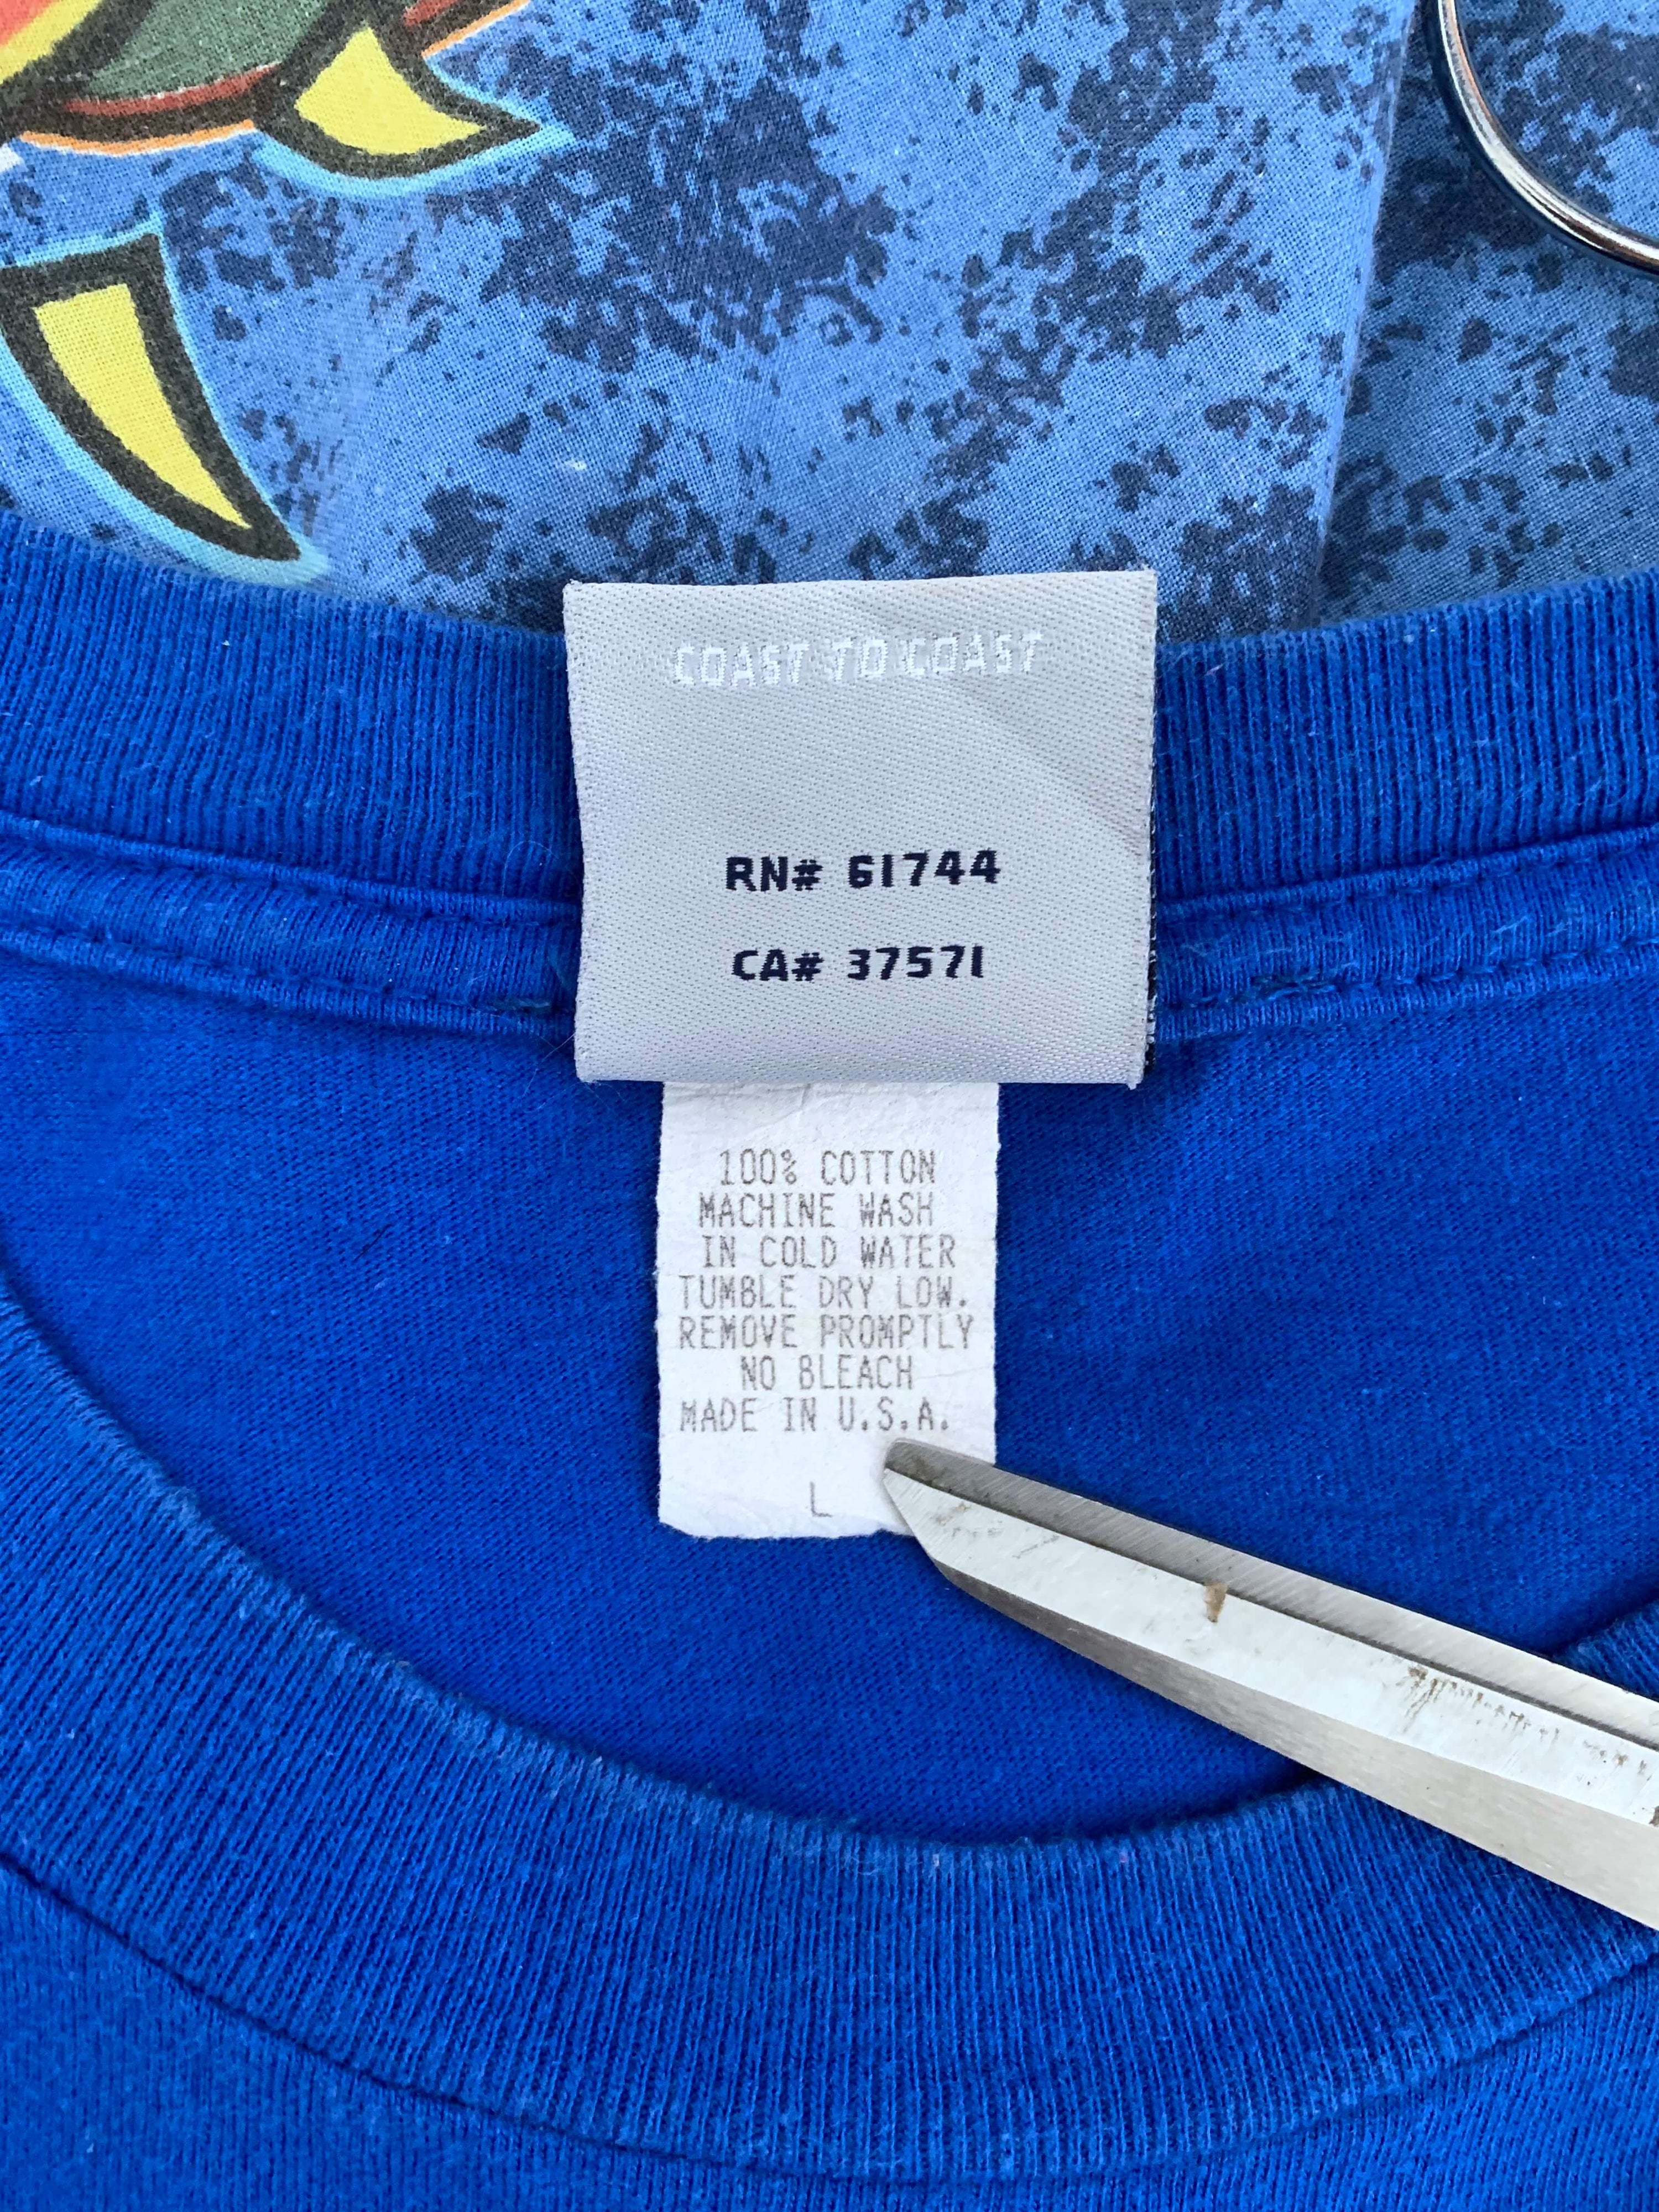 COAST TO COAST
RN# 61744
CA# 37571
100% COTTON
MACHINE WASH
IN COLD WATER
TUMBLE DRY LOW.
REMOVE PROMPTLY
NO BLEACH
MADE IN U.S.A.
L